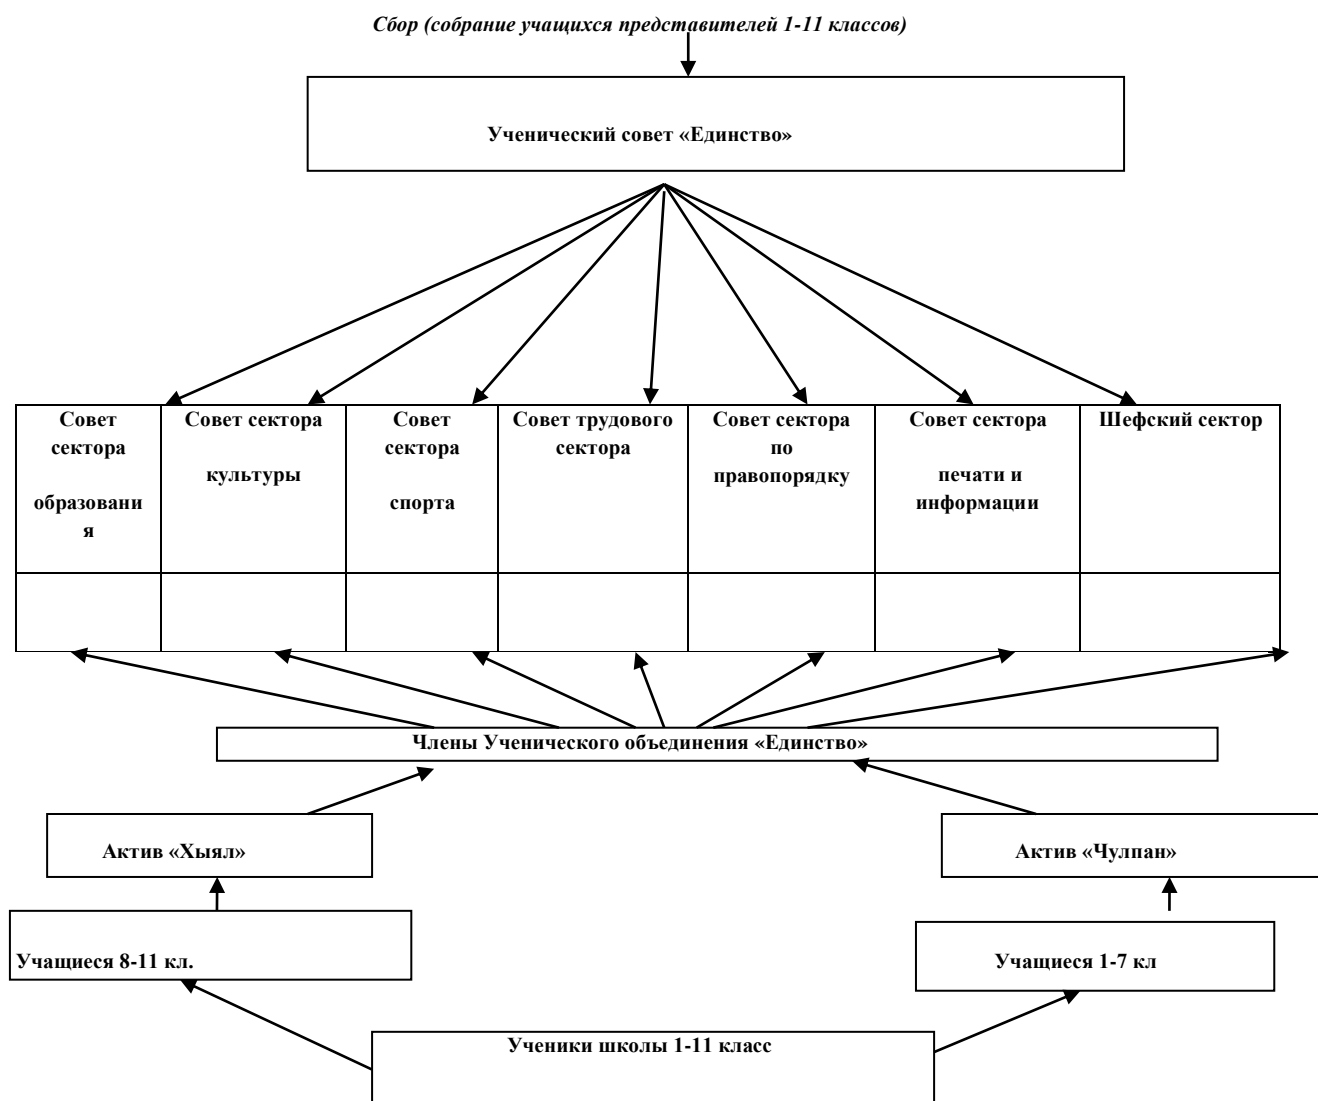 Сбор (собрание учащихся представителей 1-11 классов)
Ученический совет «Единство»
Совет
сектора
образовани
я
Совет сектора
культуры
Совет
сектора
спорта
Совет трудового
сектора
Совет сектора
по
правопорядку
Совет сектора
печати и
информации
Шефский сектор
Члены Ученического объединения «Единство»
Актив «Хыял»
Актив «Чулпан»
Учащиеся 8-11 кл.
Учащиеся 1-7 кл
Ученики школы 1-11 класс